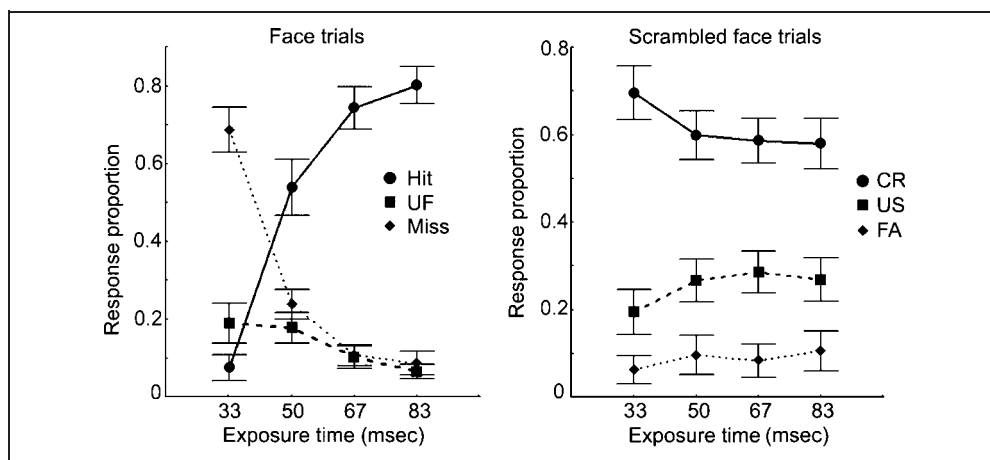 Face trials
Response proportion
0.8
0.6
0.4
0.2
0
Hit
UF
Miss
33 50 67 83
Exposure time (msec)
Scrambled face trials
Response proportion
0.8
0.6
0.4
0.2
0
CR
US
FA
33 50 67 83
Exposure time (msec)